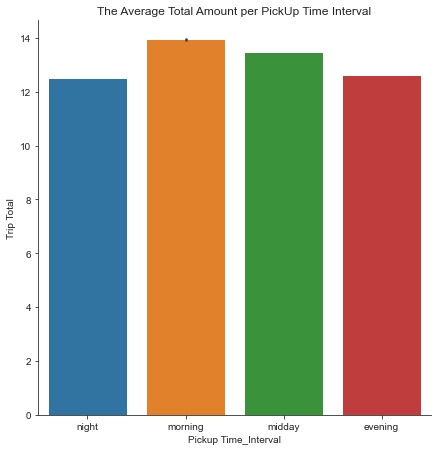 The Average Total Amount per PickUp Time Interval
14
12
10
8
6
4
2
0
Trip Total
night morning midday evening
Pickup Time_Interval